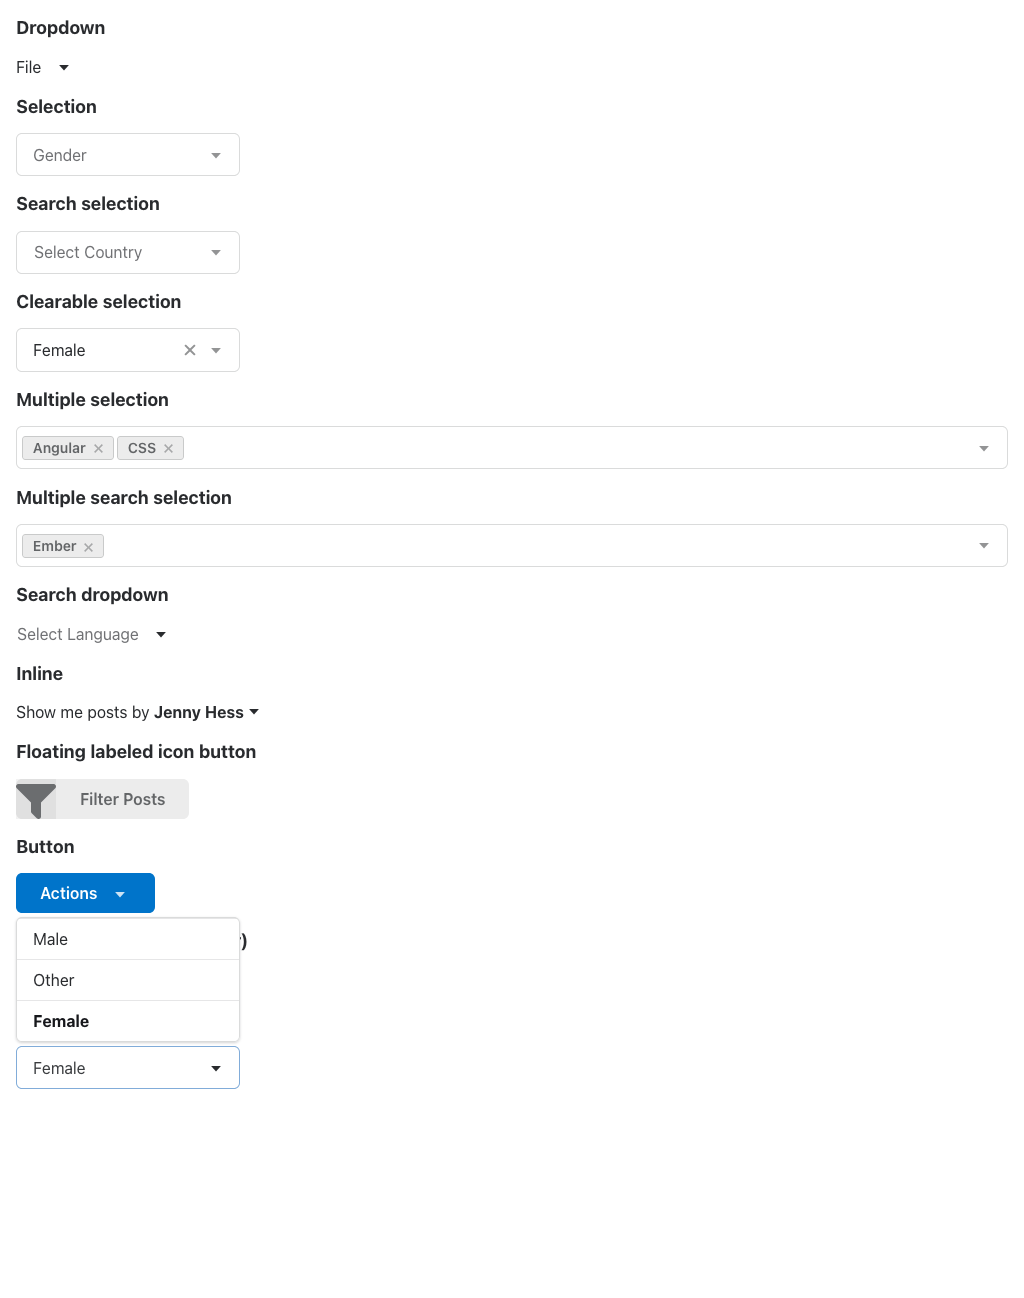 Dropdown
File
Selection
Gender
Search selection
Select Country
Clearable selection
Female
Multiple selection
Angular CSS
Multiple search selection
Ember
Search dropdown
Select Language
Inline
Show me posts by Jenny Hess
Floating labeled icon button
Filter Posts
Button
Actions
Male
)
Other
Female
Female